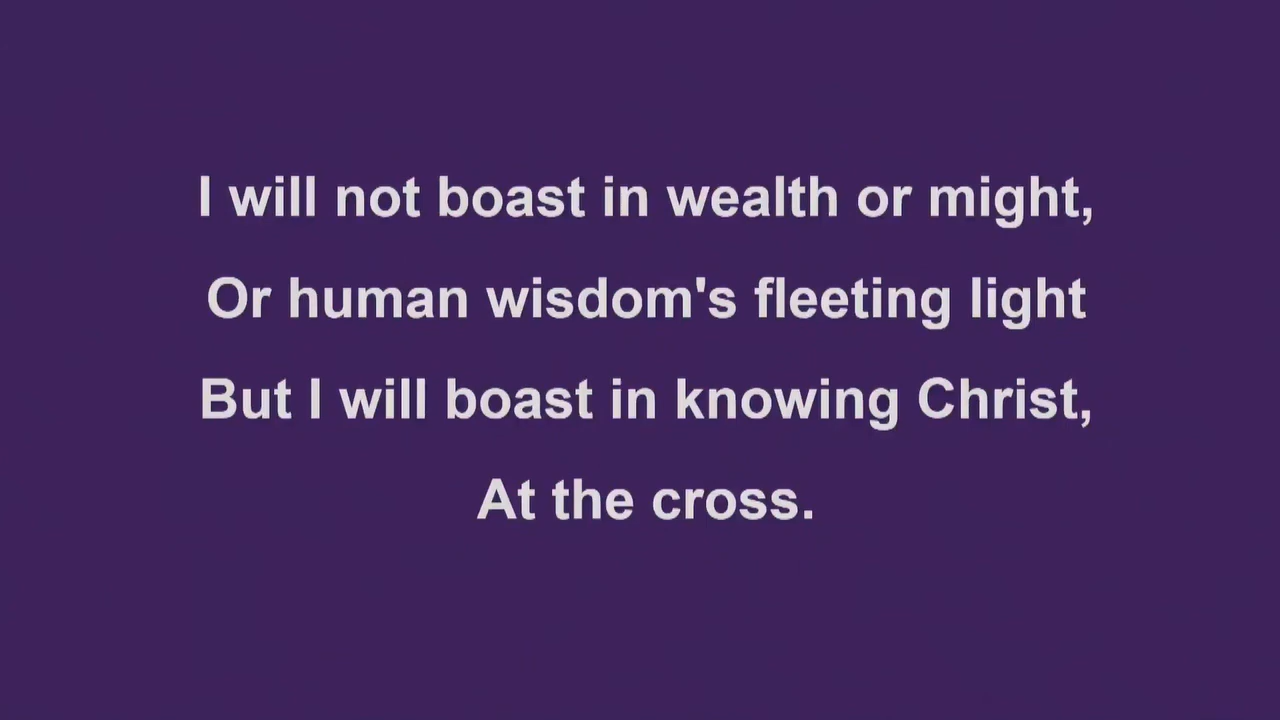 I will not boast in wealth or might,
Or human wisdom's fleeting light
But I will boast in knowing Christ,
At the cross.